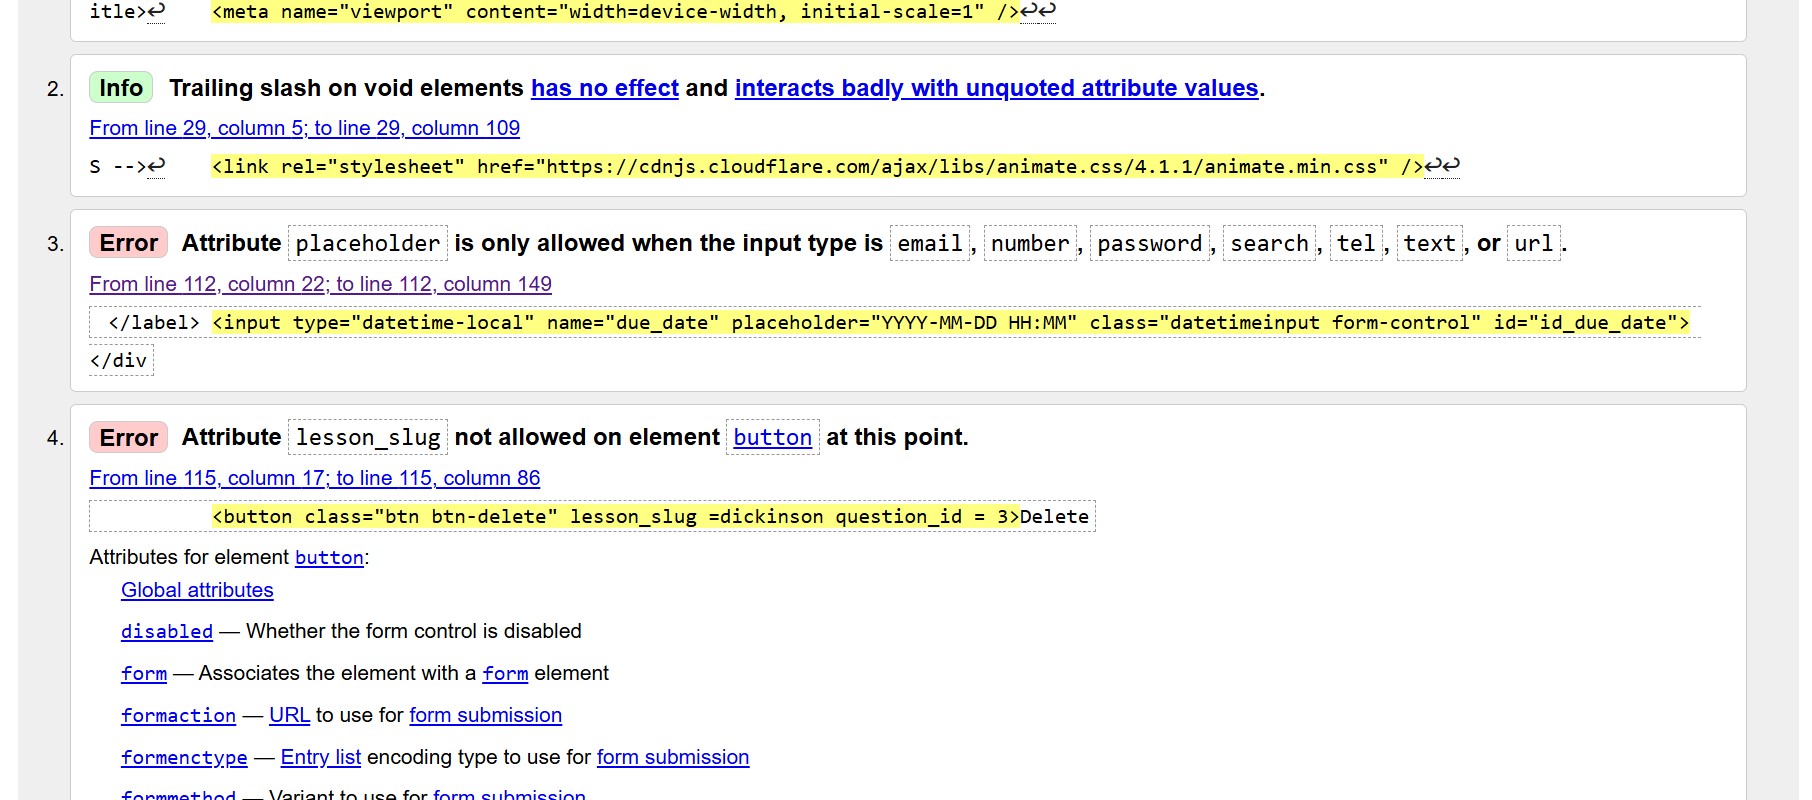 itle>↩    <meta name="viewport" content="width=device-width, initial-scale=1" />↩↩
2. Info Trailing slash on void elements has no effect and interacts badly with unquoted attribute values.
From line 29, column 5; to line 29, column 109
S -->↩    <link rel="stylesheet" href="https://cdnjs.cloudflare.com/ajax/libs/animate.css/4.1.1/animate.min.css" />↩↩
3. Error Attribute placeholder is only allowed when the input type is email, number, password, search, tel, text, or url.
From line 112, column 22; to line 112, column 149
</label> <input type="datetime-local" name="due_date" placeholder="YYYY-MM-DD HH:MM" class="datetimeinput form-control" id="id_due_date">
</div
4. Error Attribute lesson_slug not allowed on element button at this point.
From line 115, column 17; to line 115, column 86
<button class="btn btn-delete" lesson_slug =dickinson question_id = 3>Delete
Attributes for element button:
Global attributes
disabled — Whether the form control is disabled
form — Associates the element with a form element
formaction — URL to use for form submission
formenctype — Entry list encoding type to use for form submission
formmethod — Variant to use for form submission